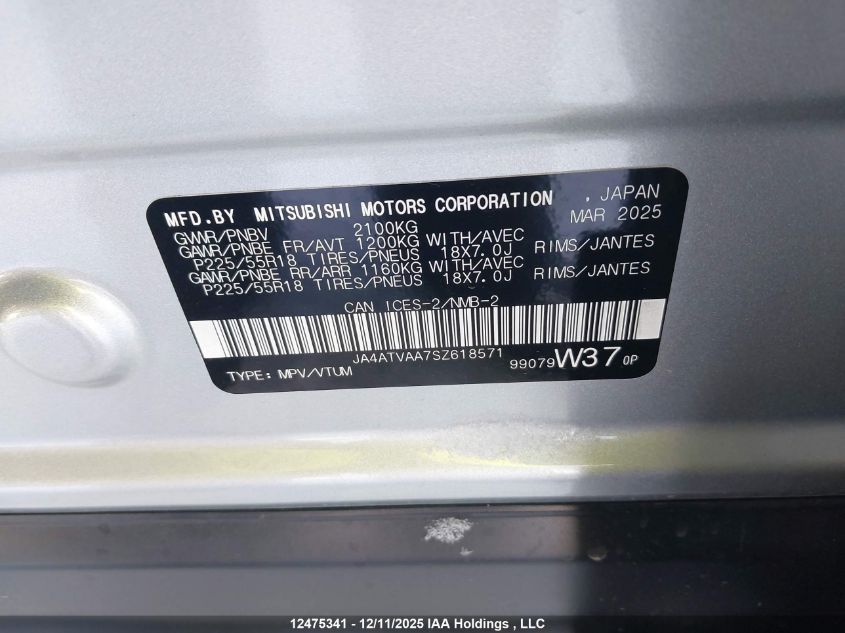 MFD.BY MITSUBISHI MOTORS CORPORATION , JAPAN
GVWR/PNBV 2100KG MAR 2025
GAWR/PNBE FR/AVT 1200KG WITH/AVEC
P225/55R18 TIRES/PNEUS 18X7.0J RIMS/JANTES
GAWR/PNBE RR/ARR 1160KG WITH/AVEC
P225/55R18 TIRES/PNEUS 18X7.0J RIMS/JANTES
CAN ICES-2/NMB-2
JA4ATVAA7SZ618571
TYPE: MPV/VTUM 99079W37 0P
12475341 - 12/11/2025 IAA Holdings , LLC